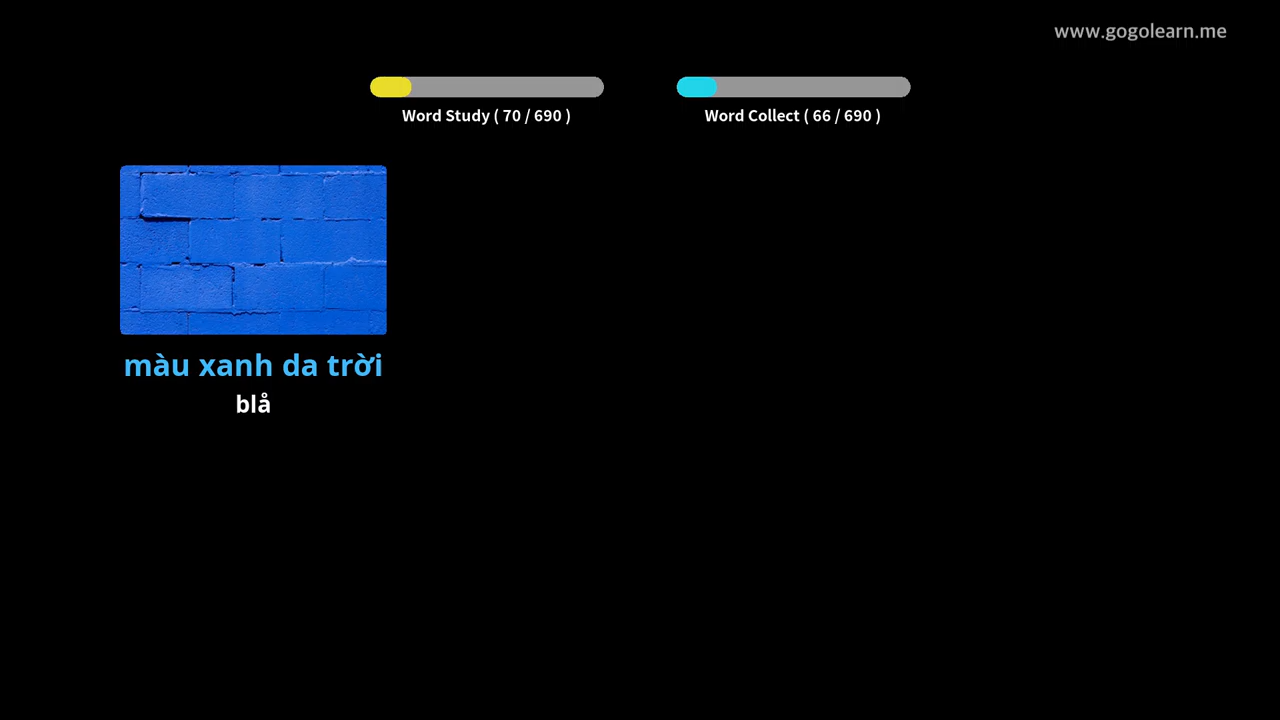 www.gogolearn.me
Word Study ( 70 / 690 )
Word Collect ( 66 / 690 )
màu xanh da trời
blå